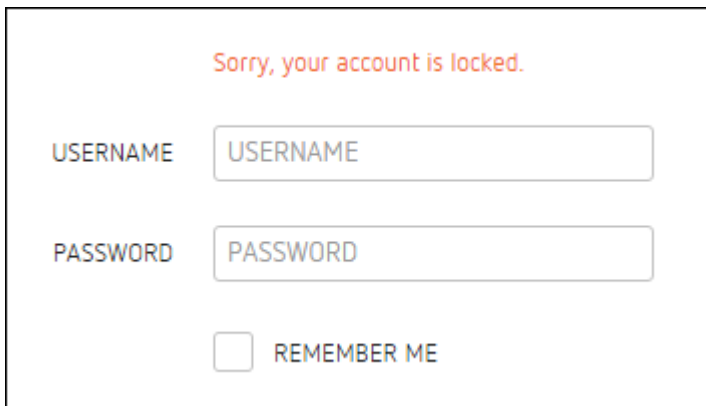 Sorry, your account is locked.
USERNAME USERNAME
PASSWORD PASSWORD
REMEMBER ME